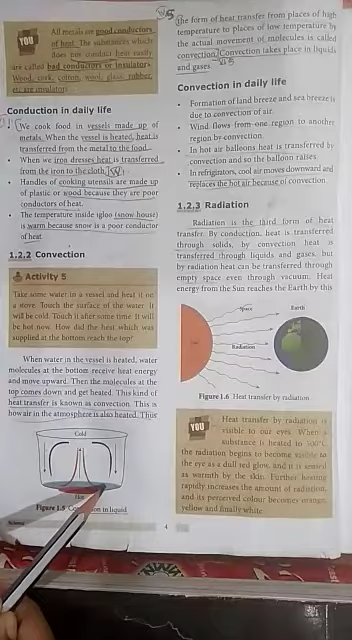 All metals are good conductors
of heat. The substances which
does not conduct heat easily
are called bad conductors or insulators.
Wood, cork, cotton, wool, glass, rubber,
etc are insulators.
YOU
Conduction in daily life
We cook food in vessels made up of
metals. When the vessel is heated, heat is
transferred from the metal to the food.
When we iron dresses heat is transferred
from the iron to the cloth.
Handles of cooking utensils are made up
of plastic or wood because they are poor
conductors of heat.
The temperature inside igloo (snow house)
is warm because snow is a poor conductor
of heat.
1.2.2 Convection
Activity 5
Take some water in a vessel and heat it on
a stove. Touch the surface of the water. It
will be cold. Touch it after some time. It will
be hot now. How did the heat which was
supplied at the bottom reach the top?
When water in the vessel is heated, water
molecules at the bottom receive heat energy
and move upward. Then the molecules at the
top comes down and get heated. This kind of
heat transfer is known as convection. This is
how air in the atmosphere is also heated. Thus
Cold
Hot
Figure 1.5 in liquid
Science
the form of heat transfer from places of high
temperature to places of low temperature by
the actual movement of molecules is called
convection. Convection takes place in liquids
and gases.
Convection in daily life
Formation of land breeze and sea breeze is
due to convection of air.
Wind flows from one region to another
region by convection.
In hot air balloons heat is transferred by
convection and so the balloon raises.
In refrigerators, cool air moves downward and
replaces the hot air because of convection.
1.2.3 Radiation
Radiation is the third form of heat
transfer. By conduction, heat is transferred
through solids, by convection heat is
transferred through liquids and gases, but
by radiation heat can be transferred through
empty space even through vacuum. Heat
energy from the Sun reaches the Earth by this
Space
Earth
Radiation
Figure 1.6 Heat transfer by radiation
YOU
Heat transfer by radiation is
visible to our eyes. When a
substance is heated to 500°C
the radiation begins to become visible to
the eye as a dull red glow, and it is sensed
as warmth by the skin. Further heating
rapidly increases the amount of radiation,
and its perceived colour becomes orange,
yellow and finally white.
4